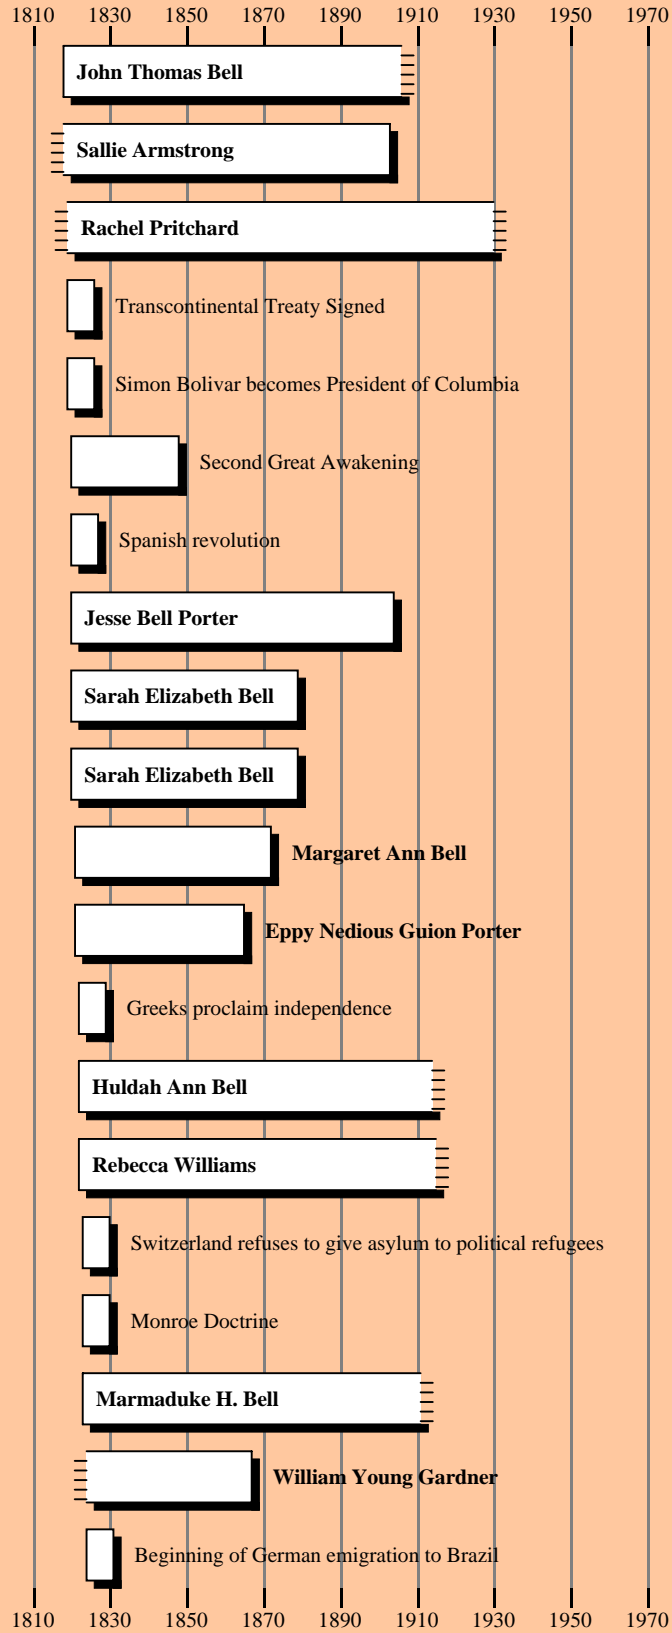 1810 1830 1850 1870 1890 1910 1930 1950 1970
John Thomas Bell
Sallie Armstrong
Rachel Pritchard
Transcontinental Treaty Signed
Simon Bolivar becomes President of Columbia
Second Great Awakening
Spanish revolution
Jesse Bell Porter
Sarah Elizabeth Bell
Sarah Elizabeth Bell
Margaret Ann Bell
Eppy Nedious Guion Porter
Greeks proclaim independence
Huldah Ann Bell
Rebecca Williams
Switzerland refuses to give asylum to political refugees
Monroe Doctrine
Marmaduke H. Bell
William Young Gardner
Beginning of German emigration to Brazil
1810 1830 1850 1870 1890 1910 1930 1950 1970